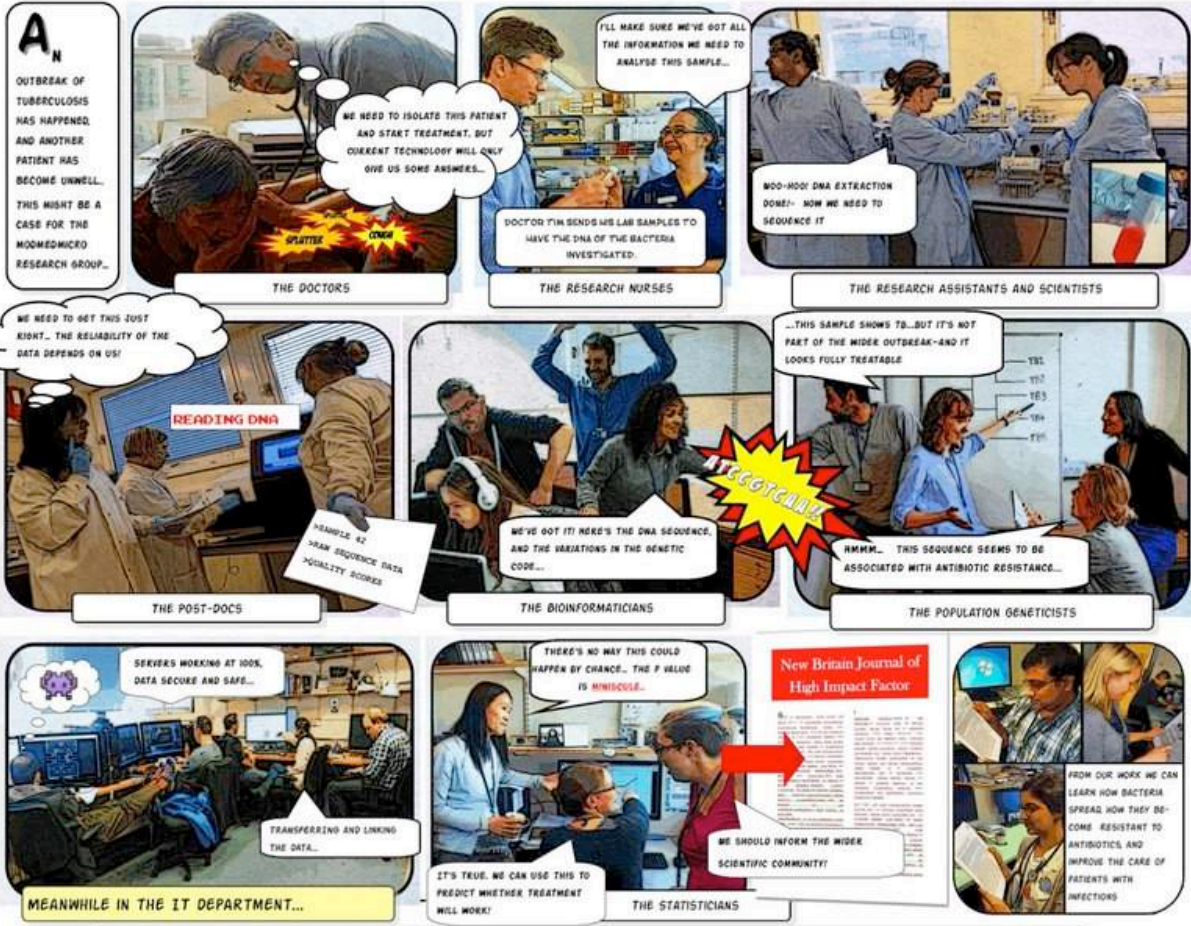 AN
OUTBREAK OF
TUBERCULOSIS
HAS HAPPENED,
AND ANOTHER
PATIENT HAS
BECOME UNWELL.
THIS MIGHT BE A
CASE FOR THE
MODMEDMICRO
RESEARCH GROUP...
WE NEED TO ISOLATE THIS PATIENT
AND START TREATMENT, BUT
CURRENT TECHNOLOGY WILL ONLY
GIVE US SOME ANSWERS...
SPLUTTER
COUGH
THE DOCTORS
I'LL MAKE SURE WE'VE GOT ALL
THE INFORMATION WE NEED TO
ANALYSE THIS SAMPLE...
DOCTOR TIM SENDS HIS LAB SAMPLES TO
HAVE THE DNA OF THE BACTERIA
INVESTIGATED.
THE RESEARCH NURSES
WOO-HOO! DNA EXTRACTION
DONE!- NOW WE NEED TO
SEQUENCE IT
THE RESEARCH ASSISTANTS AND SCIENTISTS
WE NEED TO GET THIS JUST
RIGHT... THE RELIABILITY OF THE
DATA DEPENDS ON US!
READING DNA
>SAMPLE 42
>RAW SEQUENCE DATA
>QUALITY SCORES
THE POST-DOCS
WE'VE GOT IT! HERE'S THE DNA SEQUENCE,
AND THE VARIATIONS IN THE GENETIC
CODE....
ATCCGTCAA!!
THE BIOINFORMATICIANS
...THIS SAMPLE SHOWS TB...BUT IT'S NOT
PART OF THE WIDER OUTBREAK-AND IT
LOOKS FULLY TREATABLE
TB1
TB2
TB3
TB4
TB5
HMMM... THIS SEQUENCE SEEMS TO BE
ASSOCIATED WITH ANTIBIOTIC RESISTANCE...
THE POPULATION GENETICISTS
SERVERS WORKING AT 100%,
DATA SECURE AND SAFE...
TRANSFERRING AND LINKING
THE DATA...
MEANWHILE IN THE IT DEPARTMENT...
THERE'S NO WAY THIS COULD
HAPPEN BY CHANCE... THE P VALUE
IS MINISCULE...
IT'S TRUE, WE CAN USE THIS TO
PREDICT WHETHER TREATMENT
WILL WORK!
WE SHOULD INFORM THE WIDER
SCIENTIFIC COMMUNITY!
THE STATISTICIANS
New Britain Journal of
High Impact Factor
FROM OUR WORK WE CAN
LEARN HOW BACTERIA
SPREAD, HOW THEY BE-
COME RESISTANT TO
ANTIBIOTICS, AND
IMPROVE THE CARE OF
PATIENTS WITH
INFECTIONS